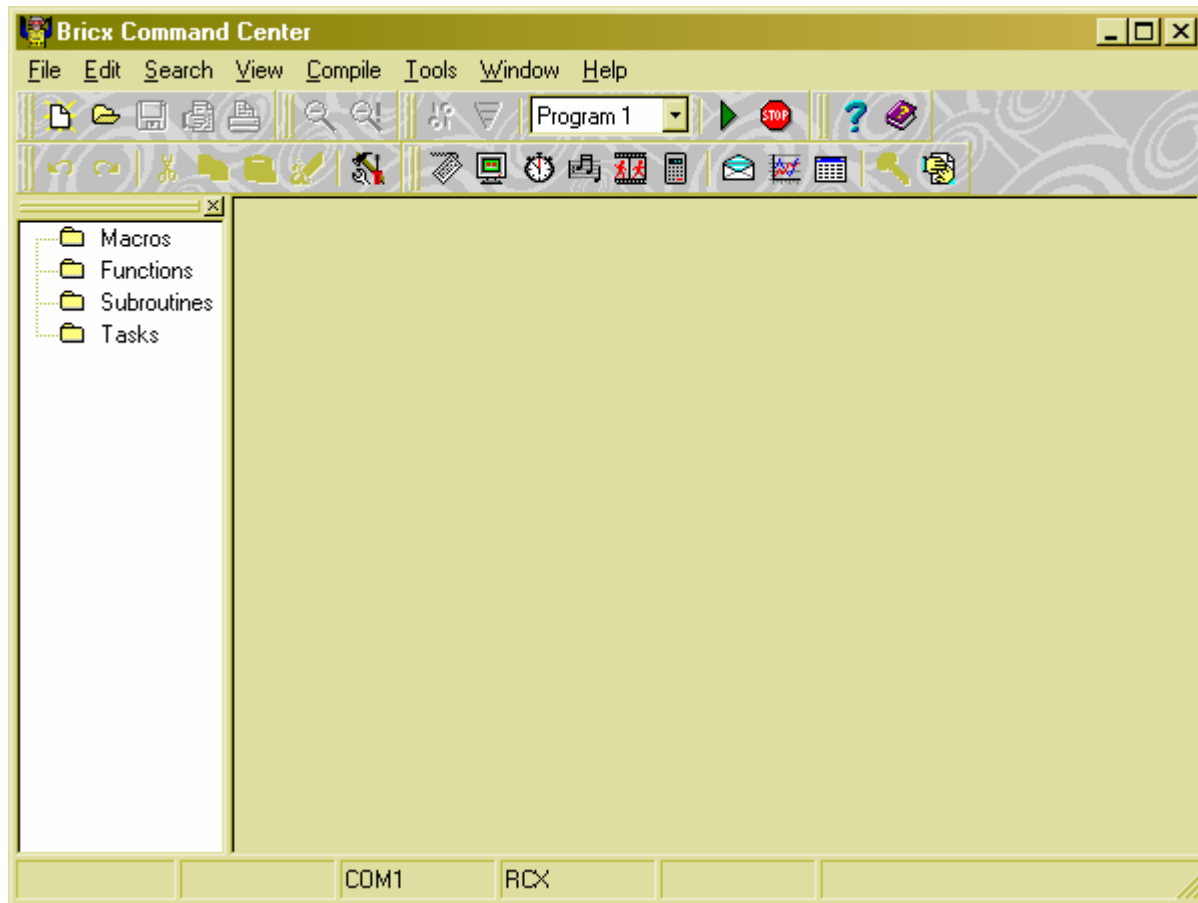 Bricx Command Center
File Edit Search View Compile Tools Window Help
Program 1 STOP ?
Macros
Functions
Subroutines
Tasks
COM1 RCX